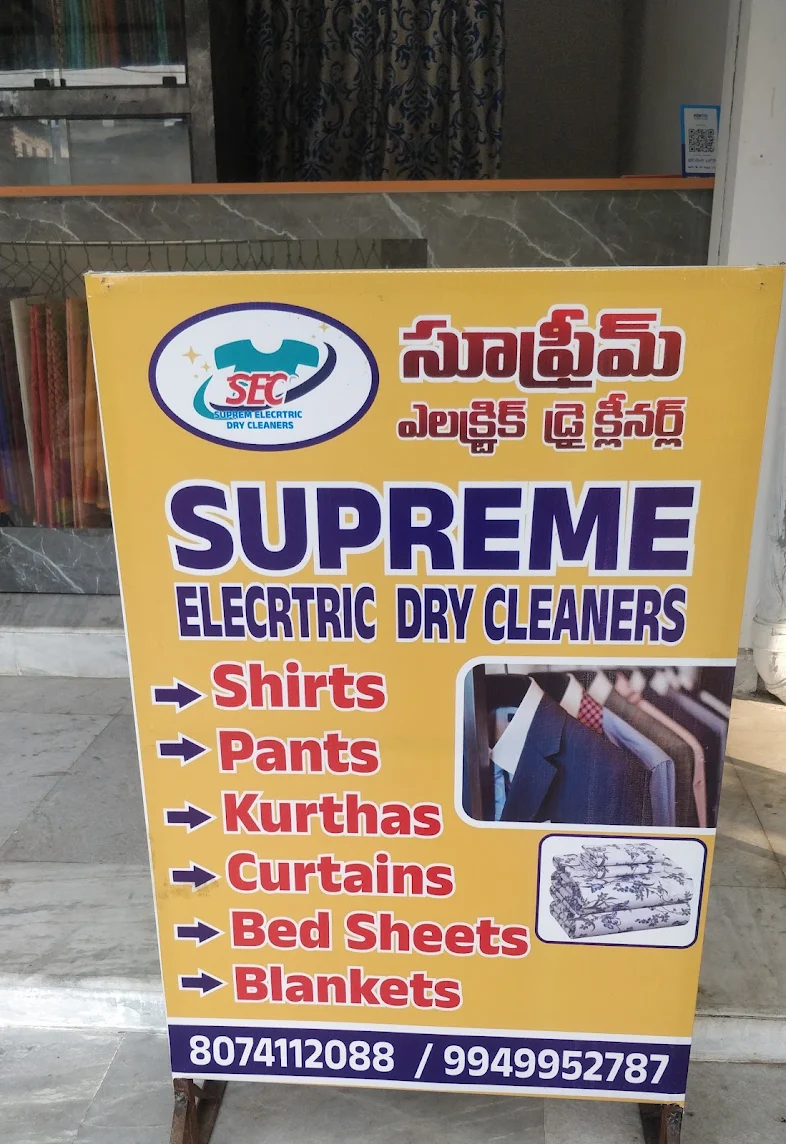 SEC
SUPREM ELECRTRIC
DRY CLEANERS
సూప్రీమ్
ఎలక్ట్రిక్ డ్రై క్లీనర్స్
SUPREME
ELECRTRIC DRY CLEANERS
Shirts
Pants
Kurthas
Curtains
Bed Sheets
Blankets
8074112088 / 9949952787